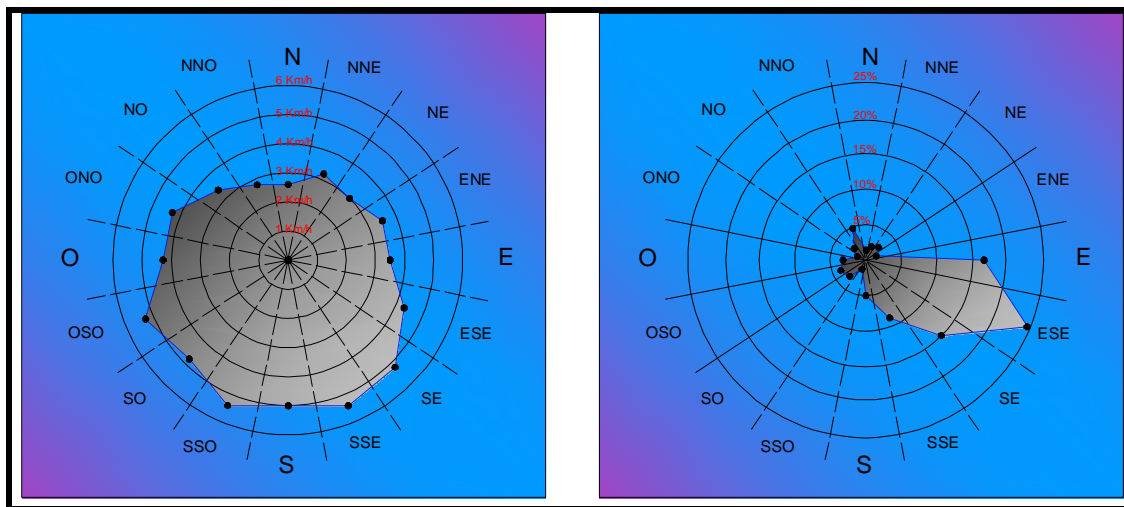 N
NNO
NNE
6 Km/h
NO
NE
5 Km/h
4 Km/h
ONO
ENE
3 Km/h
2 Km/h
1 Km/h
O
E
OSO
ESE
SO
SE
SSO
SSE
S
N
NNO
NNE
25%
NO
NE
20%
15%
ONO
ENE
10%
5%
O
E
OSO
ESE
SO
SE
SSO
SSE
S